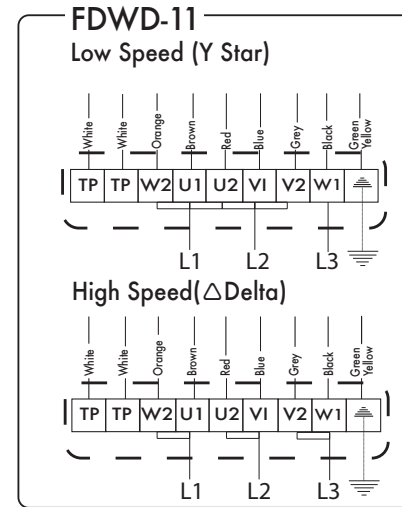 FDWD-11
Low Speed (Y Star)
White White Orange Brown Red Blue Grey Black Green Yellow
TP TP W2 U1 U2 VI V2 W1
L1 L2 L3
High Speed(△Delta)
White White Orange Brown Red Blue Grey Black Green Yellow
TP TP W2 U1 U2 VI V2 W1
L1 L2 L3